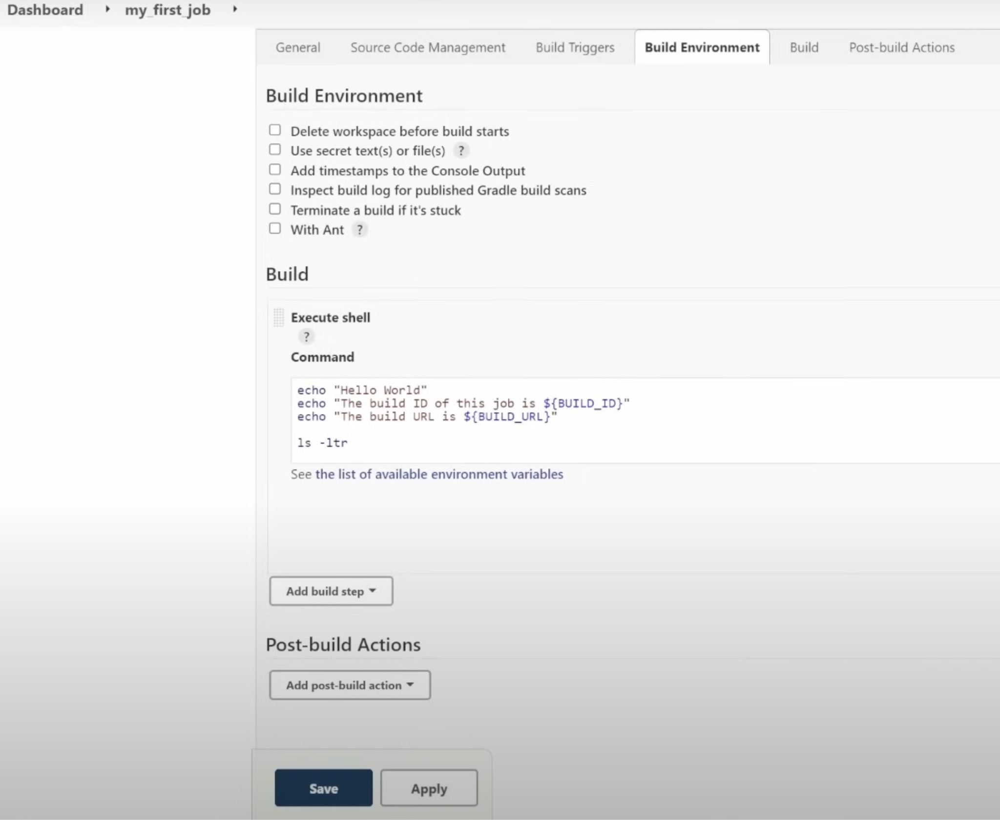 Dashboard my_first_job
General Source Code Management Build Triggers Build Environment Build Post-build Actions
Build Environment
Delete workspace before build starts
Use secret text(s) or file(s) ?
Add timestamps to the Console Output
Inspect build log for published Gradle build scans
Terminate a build if it's stuck
With Ant ?
Build
Execute shell
?
Command
echo "Hello World"
echo "The build ID of this job is ${BUILD_ID}"
echo "The build URL is ${BUILD_URL}"
ls -ltr
See the list of available environment variables
Add build step
Post-build Actions
Add post-build action
Save Apply